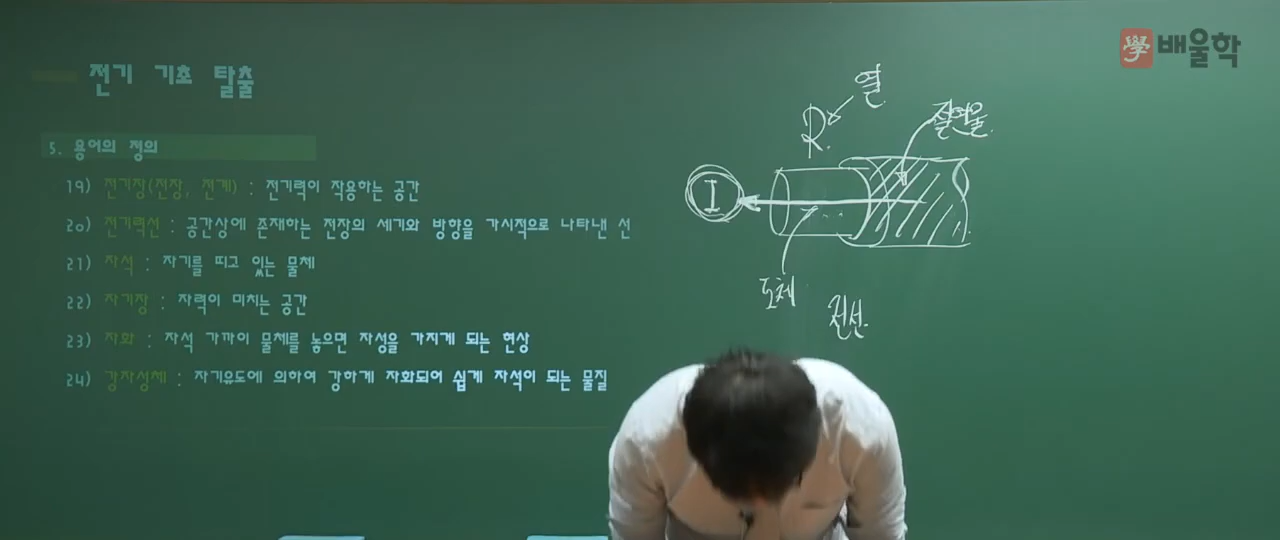 學 배울학
전기 기초 탈출
5. 용어의 정의
19) 전기장(전장, 전계) : 전기력이 작용하는 공간
20) 전기력선 : 공간상에 존재하는 전장의 세기와 방향을 가시적으로 나타낸 선
21) 자석 : 자기를 띠고 있는 물체
22) 자기장 : 자력이 미치는 공간
23) 자화 : 자석 가까이 물체를 놓으면 자성을 가지게 되는 현상
24) 강자성체 : 자기유도에 의하여 강하게 자화되어 쉽게 자석이 되는 물질
열
R
절연물
I
도체
전선